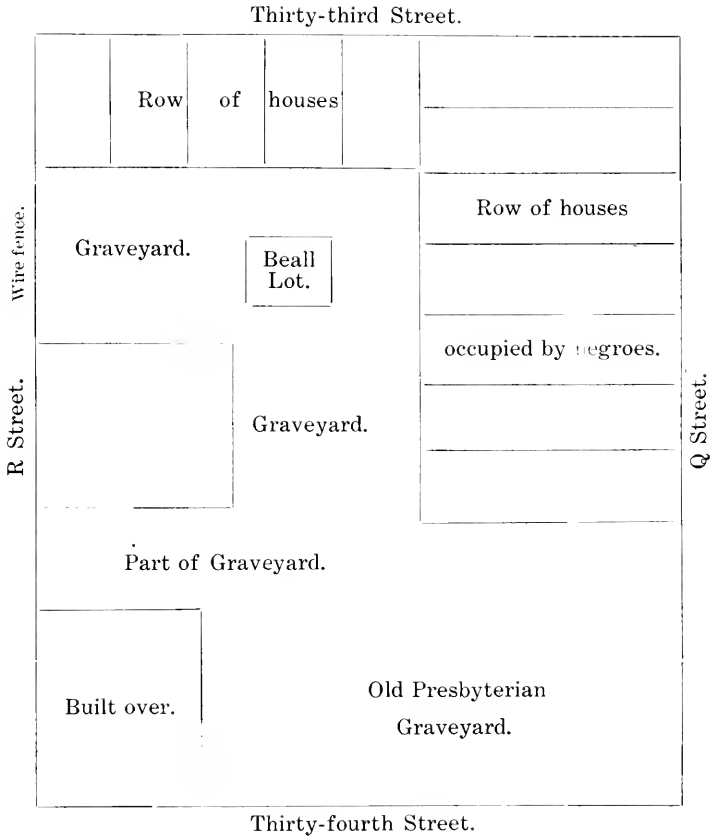 Thirty-third Street.
Row of houses
Row of houses
Wire fence.
Graveyard.
Beall
Lot.
occupied by negroes.
R Street.
Graveyard.
Q Street.
Part of Graveyard.
Old Presbyterian
Graveyard.
Built over.
Thirty-fourth Street.